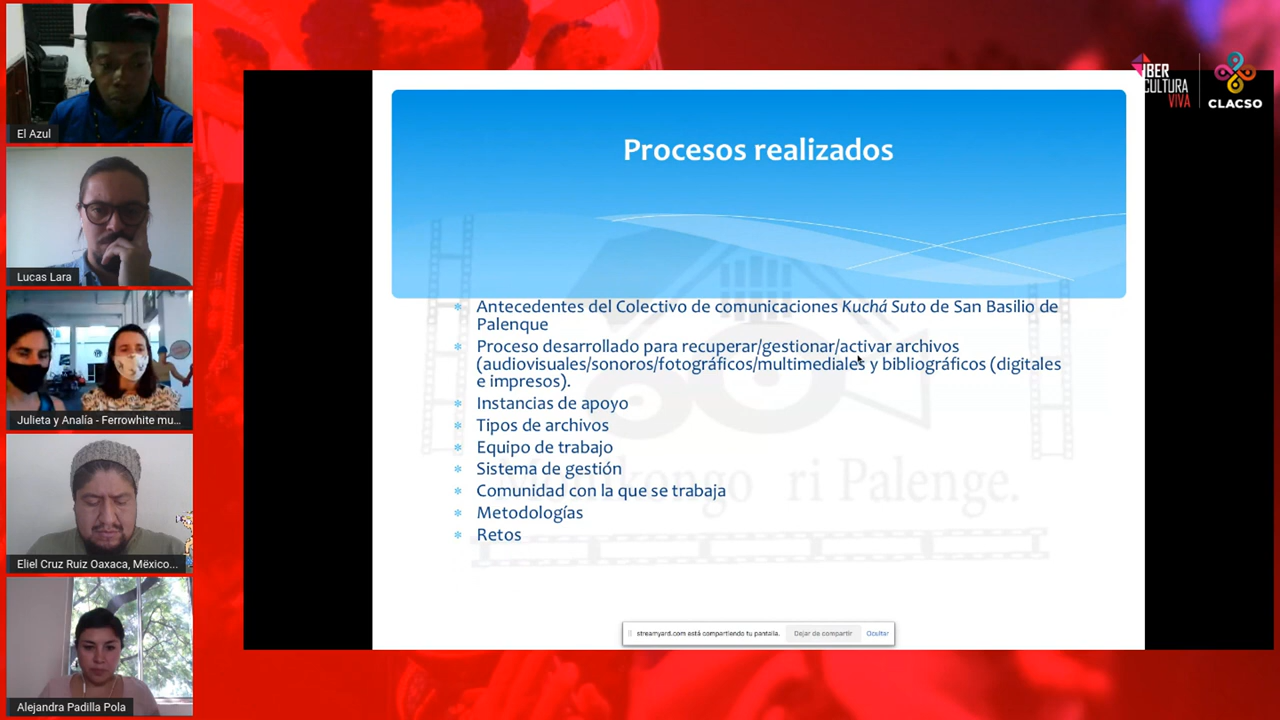 El Azul
Lucas Lara
Julieta y Analía - Ferrowhite mu...
Eliel Cruz Ruiz Oaxaca, Mëxico...
Alejandra Padilla Pola
IBER
CULTURA
VIVA
CLACSO
Procesos realizados
Antecedentes del Colectivo de comunicaciones Kuchá Suto de San Basilio de
Palenque
Proceso desarrollado para recuperar/gestionar/activar archivos
(audiovisuales/sonoros/fotográficos/multimediales y bibliográficos (digitales
e impresos).
Instancias de apoyo
Tipos de archivos
Equipo de trabajo
Sistema de gestión
Comunidad con la que se trabaja
Metodologías
Retos
ri Palenge.
streamyard.com está compartiendo tu pantalla.
Dejar de compartir
Ocultar